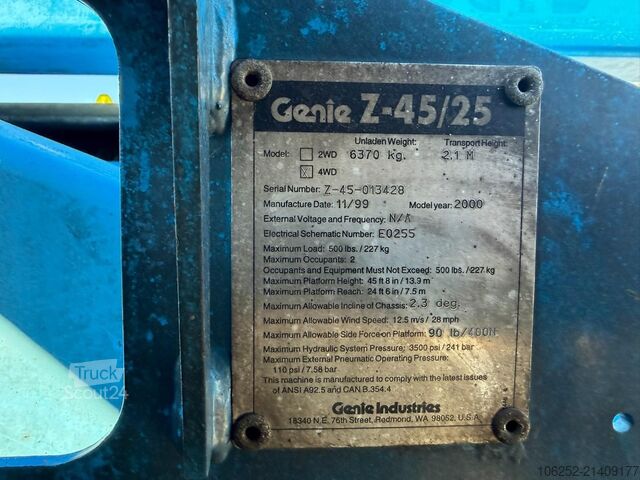 Genie Z-45/25
Unladen Weight: Transport Height:
Model: 2WD 6370 kg. 2.1 M
4WD
Serial Number: Z-45-013428
Manufacture Date: 11/99 Model year: 2000
External Voltage and Frequency: N/A
Electrical Schematic Number: E0255
Maximum Load: 500 lbs. / 227 kg
Maximum Occupants: 2
Occupants and Equipment Must Not Exceed: 500 lbs. / 227 kg
Maximum Platform Height: 45 ft 8 in / 13.9 m
Maximum Platform Reach: 24 ft 6 in / 7.5 m
Maximum Allowable Incline of Chassis: 2.3 deg.
Maximum Allowable Wind Speed: 12.5 m/s / 28 mph
Maximum Allowable Side Force on Platform: 90 lb/400N
Maximum Hydraulic System Pressure: 3500 psi / 241 bar
Maximum External Pneumatic Operating Pressure:
110 psi / 7.58 bar
This machine is manufactured to comply with the latest issues
of ANSI A92.5 and CAN B.354.4
Genie Industries
18340 N.E. 76th Street, Redmond, WA 98052, U.S.A.
Truck
Scout24
106252-21409177